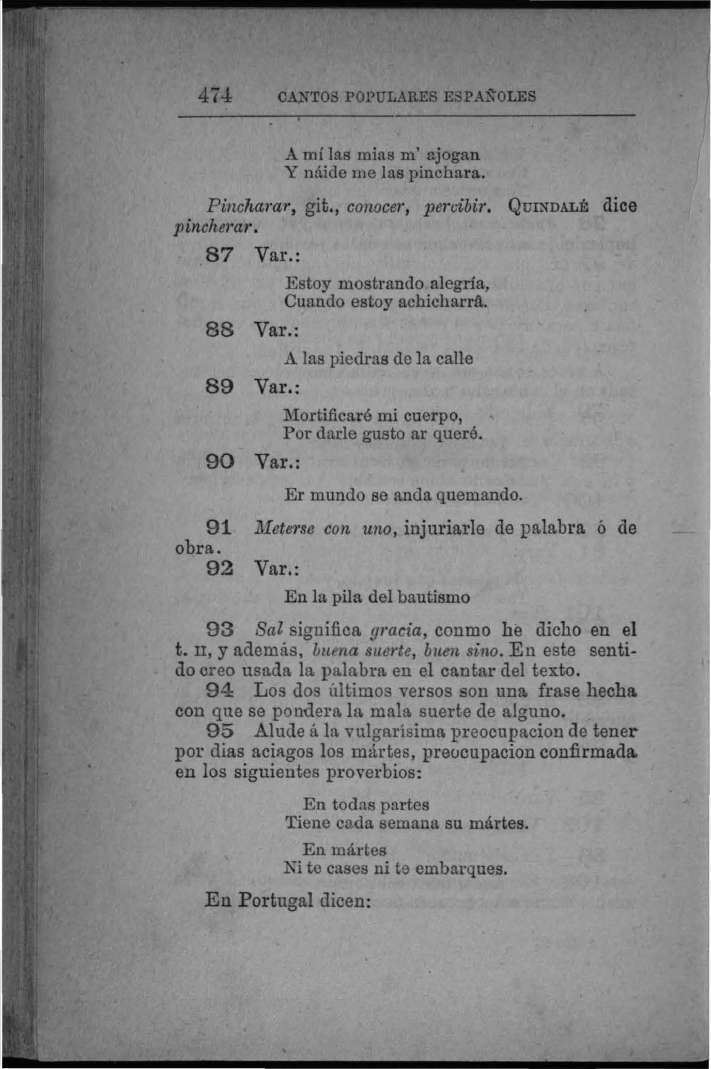 474 CANTOS POPULARES ESPAÑOLES
A mí las mias m' ajogan
Y náide me las pinchara.
Pincharar, git., conocer, percibir. QUINDALÉ dice
pincherar.
87 Var.:
Estoy mostrando alegría,
Cuando estoy achicharrâ.
88 Var.:
A las piedras de la calle
89 Var.:
Mortificaré mi cuerpo,
Por darle gusto ar queré.
90 Var.:
Er mundo se anda quemando.
91 Meterse con uno, injuriarle de palabra ó de
obra.
92 Var.:
En la pila del bautismo
93 Sal significa gracia, conmo he dicho en el
t. II, y además, buena suerte, buen sino. En este senti-
do creo usada la palabra en el cantar del texto.
94 Los dos últimos versos son una frase hecha
con que se pondera la mala suerte de alguno.
95 Alude á la vulgarísima preocupacion de tener
por dias aciagos los mártes, preocupacion confirmada
en los siguientes proverbios:
En todas partes
Tiene cada semana su mártes.
En mártes
Ni te cases ni te embarques.
En Portugal dicen: